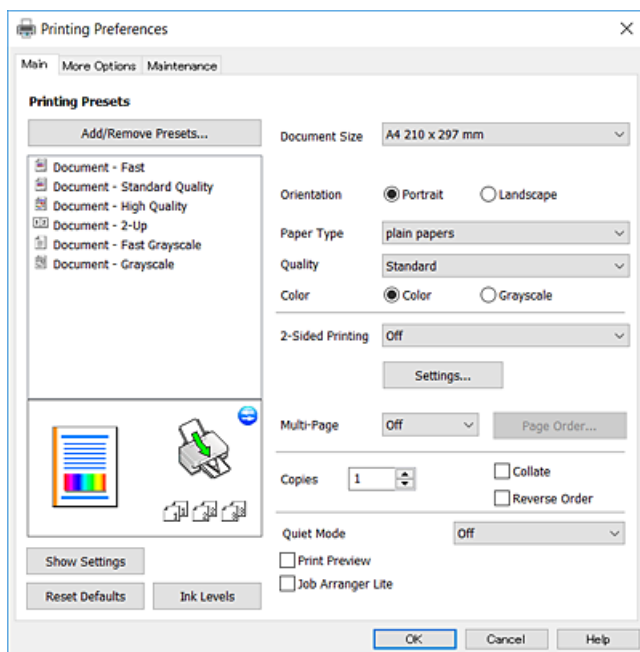 Printing Preferences
Main More Options Maintenance
Printing Presets
Add/Remove Presets...
Document - Fast
Document - Standard Quality
Document - High Quality
Document - 2-Up
Document - Fast Grayscale
Document - Grayscale
Show Settings
Reset Defaults Ink Levels
Document Size A4 210 x 297 mm
Orientation Portrait Landscape
Paper Type plain papers
Quality Standard
Color Color Grayscale
2-Sided Printing Off
Settings...
Multi-Page Off Page Order...
Copies 1 Collate
Reverse Order
Quiet Mode Off
Print Preview
Job Arranger Lite
OK Cancel Help